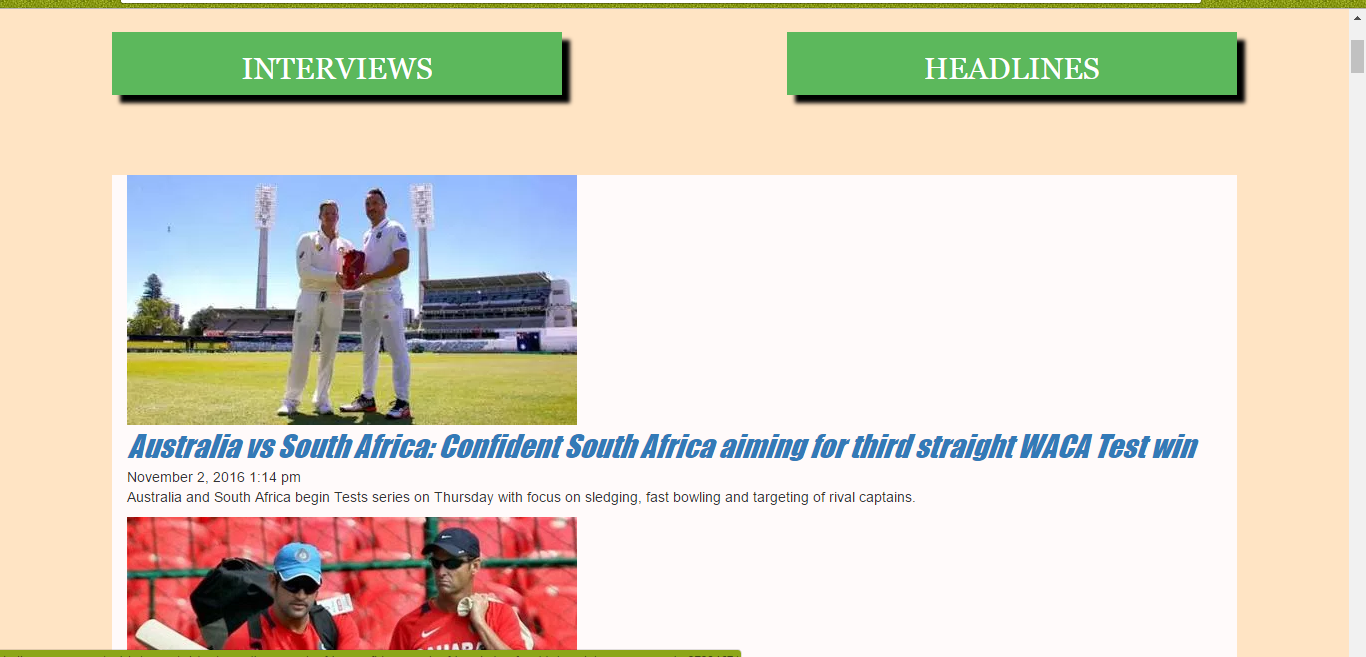 INTERVIEWS
HEADLINES
Australia vs South Africa: Confident South Africa aiming for third straight WACA Test win
November 2, 2016 1:14 pm
Australia and South Africa begin Tests series on Thursday with focus on sledging, fast bowling and targeting of rival captains.